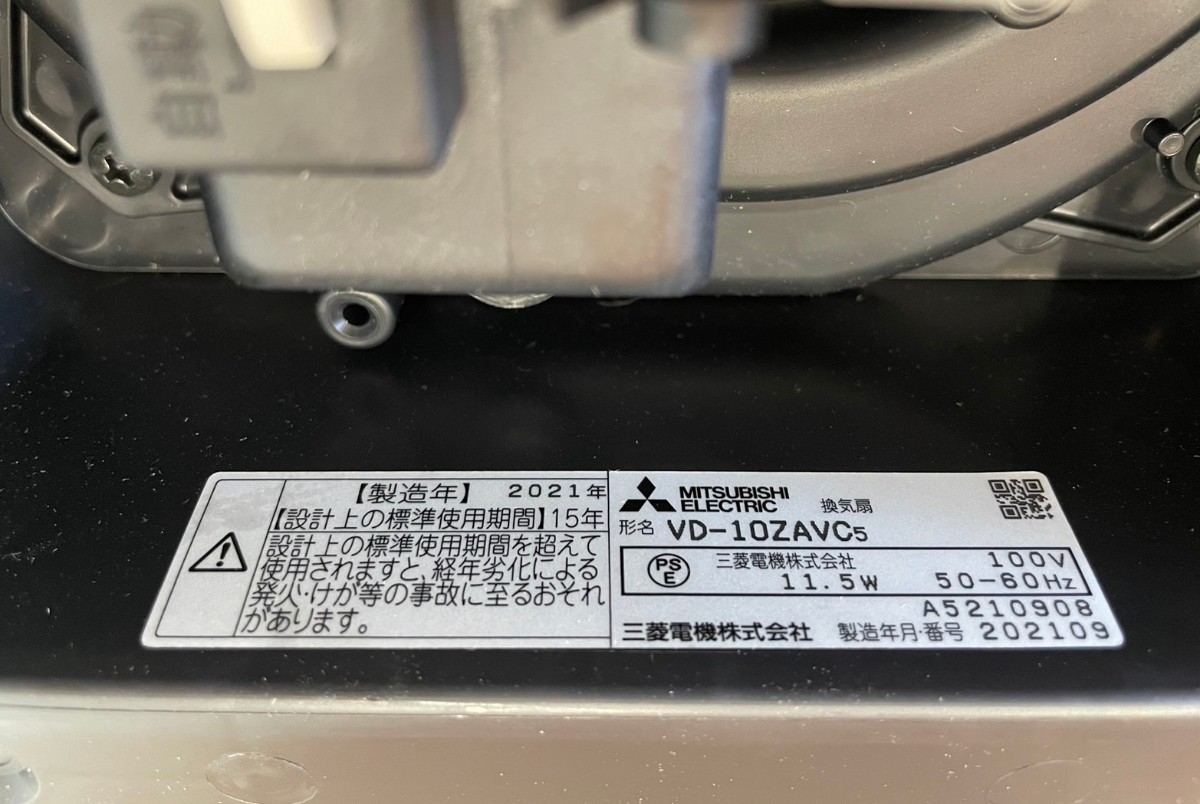 【製造年】 2021年
【設計上の標準使用期間】15年
設計上の標準使用期間を超えて
使用されますと、経年劣化による
発火・けが等の事故に至るおそれ
があります。
MITSUBISHI
ELECTRIC
換気扇
形名 VD-10ZAVC5
PS
E
三菱電機株式会社 100V
11.5W 50-60Hz
A5210908
三菱電機株式会社 製造年月・番号 202109